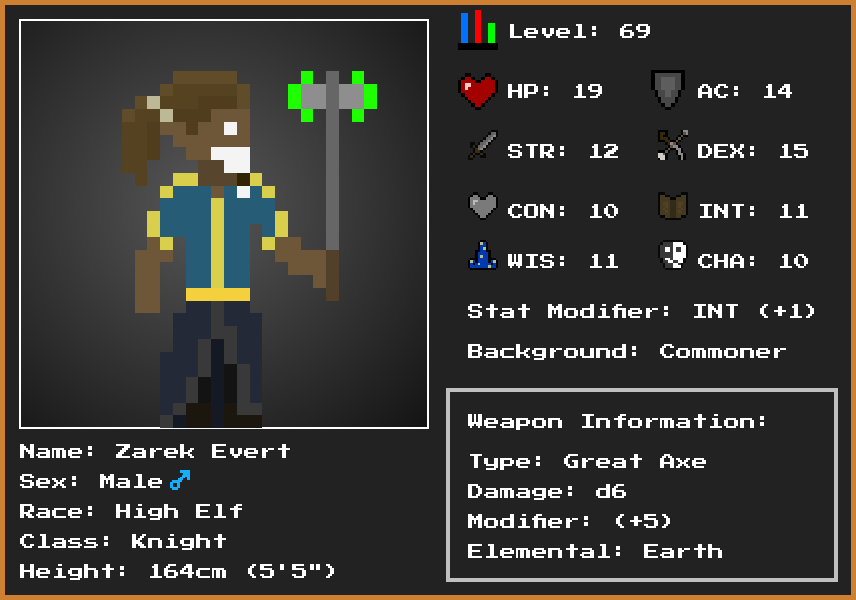 Level: 69
HP: 19 AC: 14
STR: 12 DEX: 15
CON: 10 INT: 11
WIS: 11 CHA: 10
Stat Modifier: INT (+1)
Background: Commoner
Weapon Information:
Type: Great Axe
Damage: d6
Modifier: (+5)
Elemental: Earth
Name: Zarek Evert
Sex: Male ♂
Race: High Elf
Class: Knight
Height: 164cm (5'5")